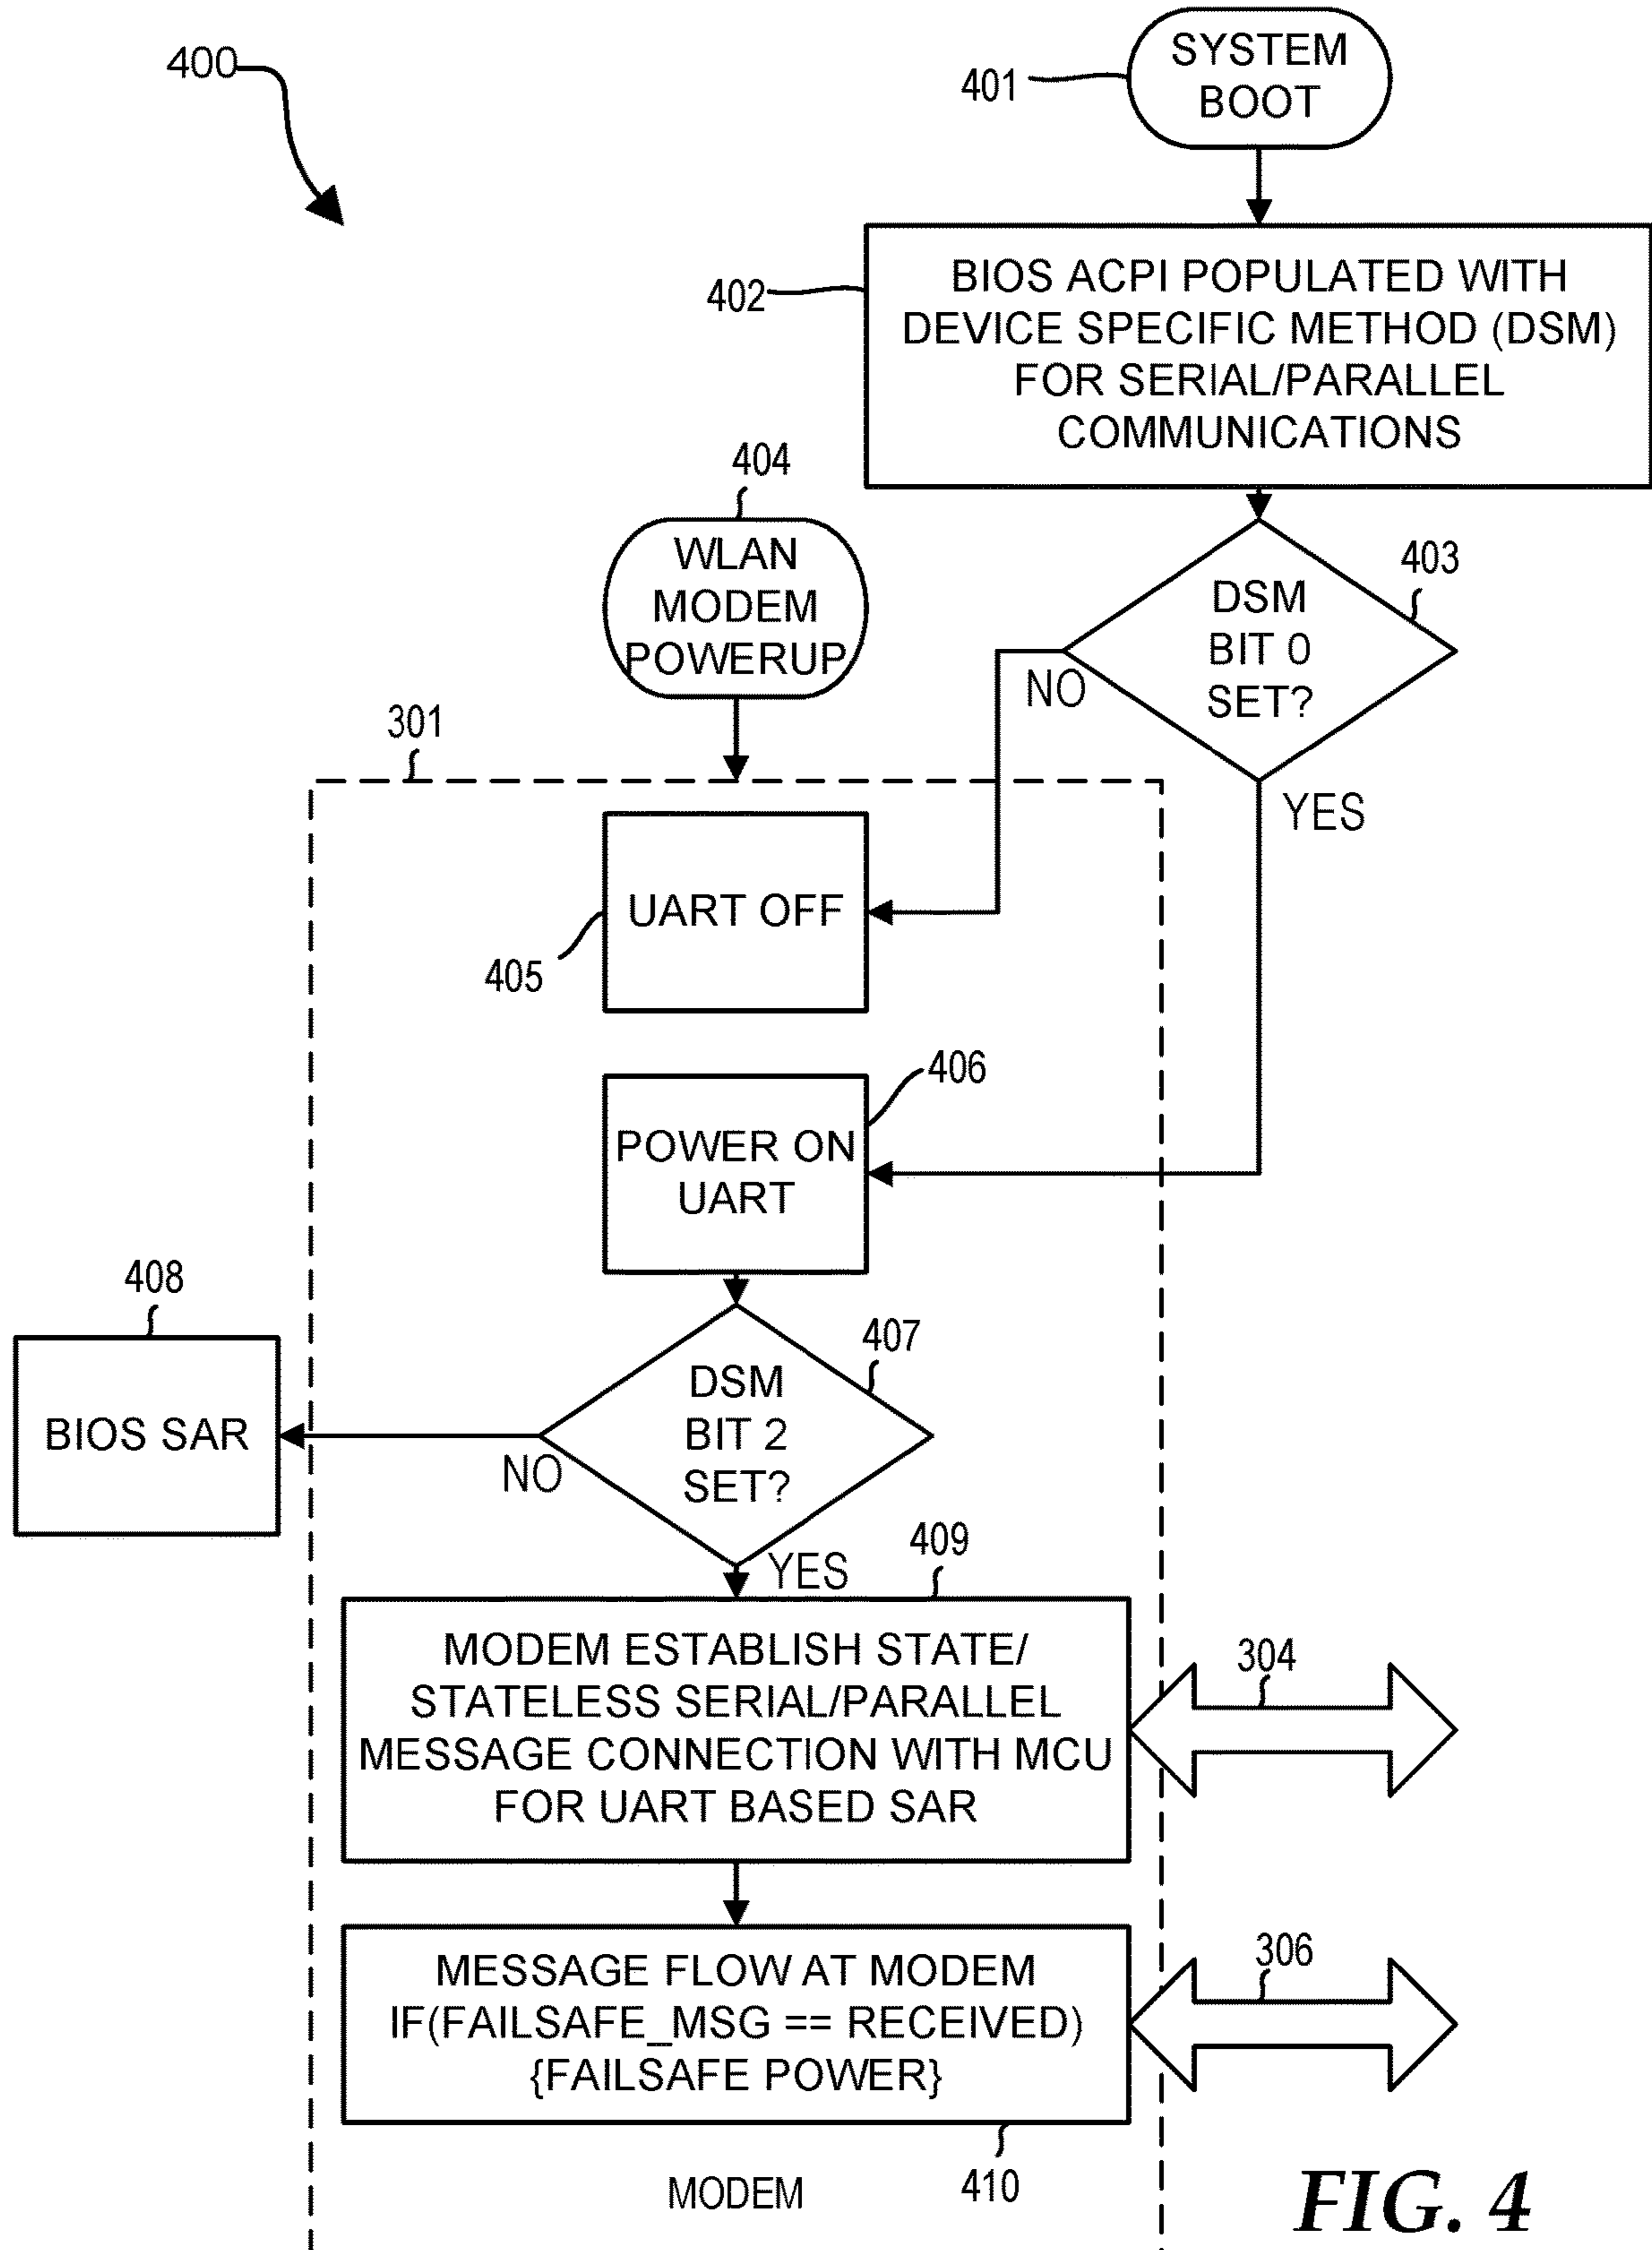 400
401
SYSTEM
BOOT
402
BIOS ACPI POPULATED WITH
DEVICE SPECIFIC METHOD (DSM)
FOR SERIAL/PARALLEL
COMMUNICATIONS
404
WLAN
MODEM
POWERUP
403
DSM
BIT 0
SET?
NO
YES
301
UART OFF
405
406
POWER ON
UART
408
BIOS SAR
407
DSM
BIT 2
SET?
NO
YES
409
MODEM ESTABLISH STATE/
STATELESS SERIAL/PARALLEL
MESSAGE CONNECTION WITH MCU
FOR UART BASED SAR
304
MESSAGE FLOW AT MODEM
IF(FAILSAFE_MSG == RECEIVED)
{FAILSAFE POWER}
306
410
MODEM
FIG. 4